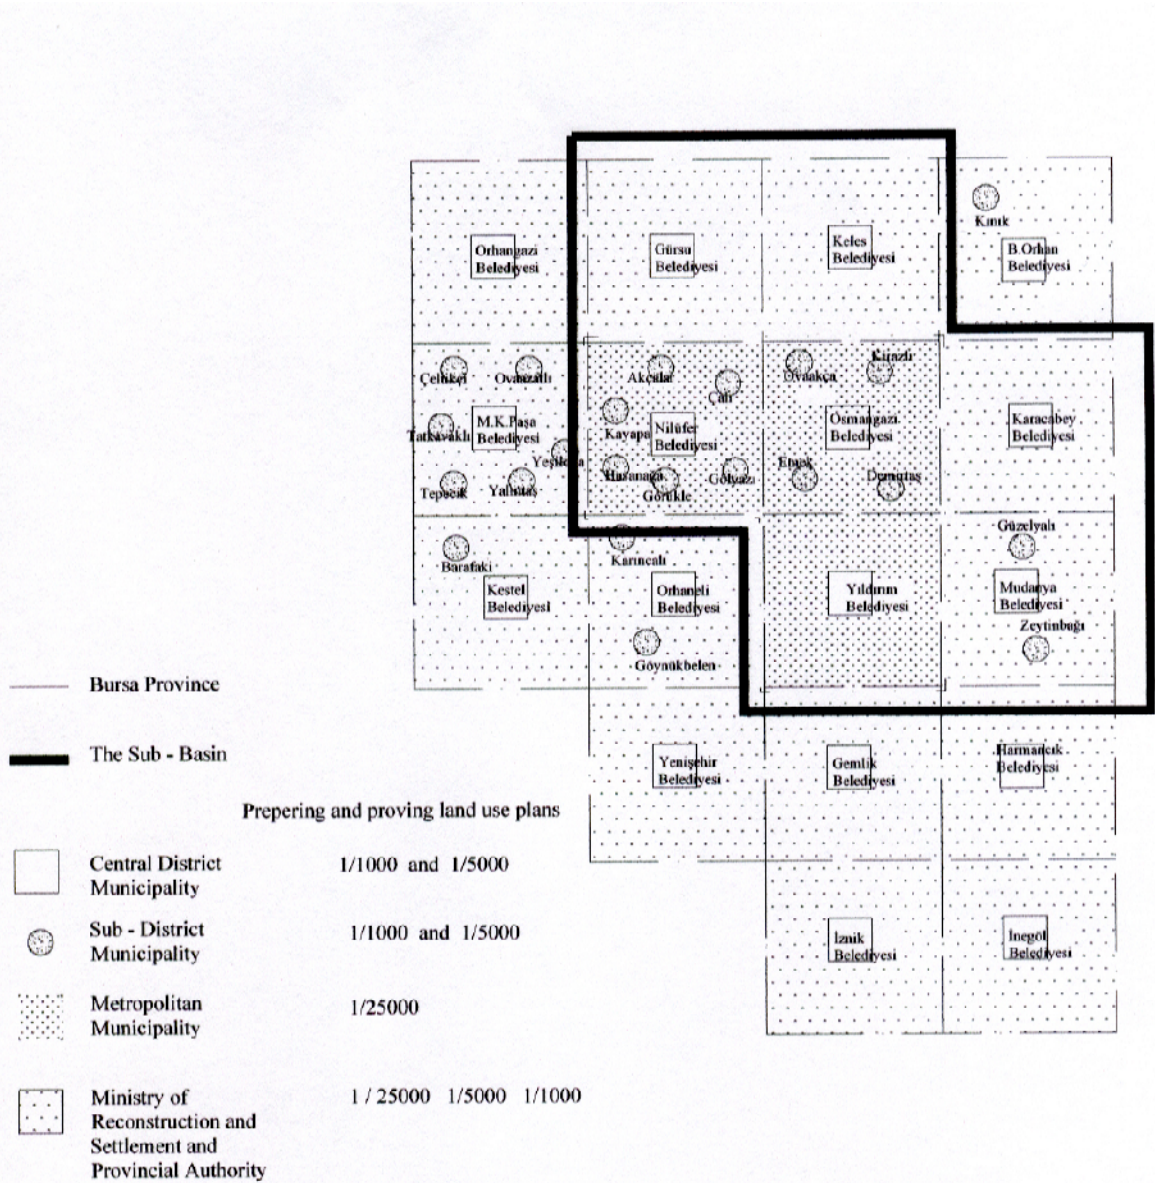 Kınık
Orhangazi
Belediyesi
Gürsu
Belediyesi
Keles
Belediyesi
B.Orhan
Belediyesi
Çeltikçi
Ovaazatlı
Akçalar
Çalı
Ovaakça
Kirazlı
Tatkavaklı
M.K.Paşa
Belediyesi
Kayapa
Nilüfer
Belediyesi
Osmangazi
Belediyesi
Karacabey
Belediyesi
Tepecik
Yalıntaş
Hasanağa
Görükle
Gölyazı
Emek
Demirtaş
Barafaki
Karıncalı
Güzelyalı
Kestel
Belediyesi
Orhaneli
Belediyesi
Yıldırım
Belediyesi
Mudanya
Belediyesi
Zeytinbağı
Göynükbelen
Bursa Province
The Sub - Basin
Yenişehir
Belediyesi
Gemlik
Belediyesi
Harmancık
Belediyesi
Prepering and proving land use plans
Central District
Municipality
1/1000 and 1/5000
Sub - District
Municipality
1/1000 and 1/5000
İznik
Belediyesi
İnegöl
Belediyesi
Metropolitan
Municipality
1/25000
Ministry of
Reconstruction and
Settlement and
Provincial Authority
1 / 25000 1/5000 1/1000